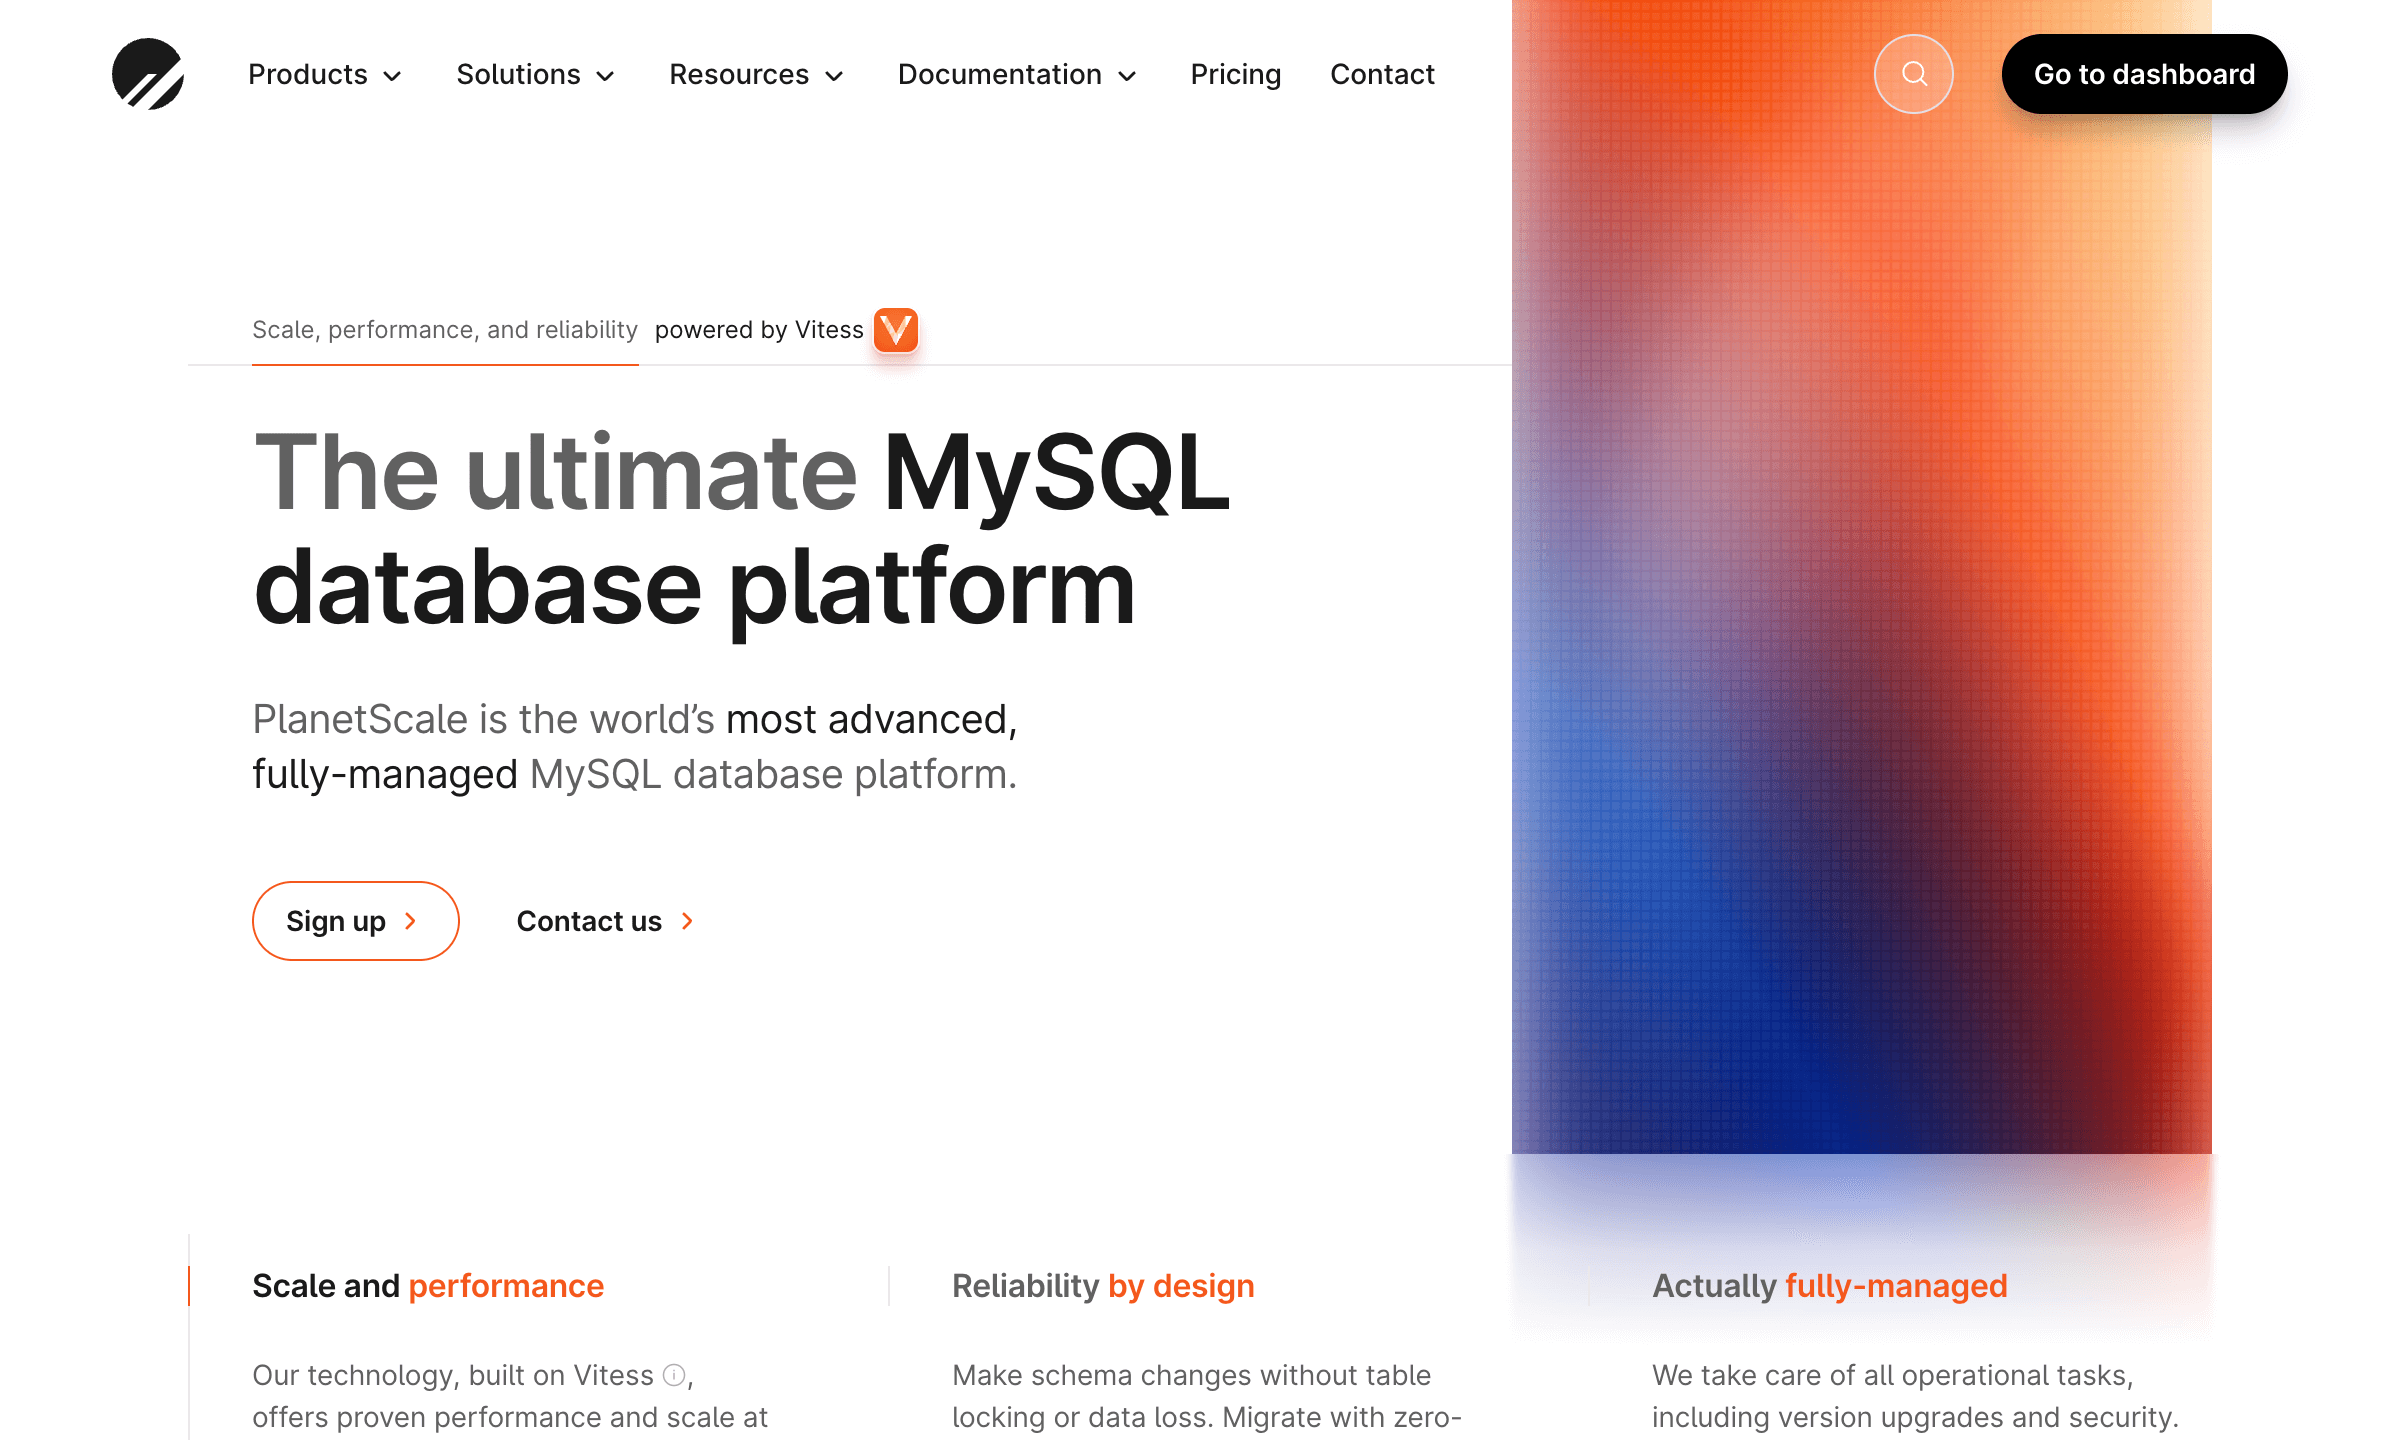 Products Solutions Resources Documentation Pricing Contact Go to dashboard
Scale, performance, and reliability powered by Vitess
The ultimate MySQL
database platform
PlanetScale is the world’s most advanced,
fully-managed MySQL database platform.
Sign up Contact us
Scale and performance
Our technology, built on Vitess ⓘ,
offers proven performance and scale at
Reliability by design
Make schema changes without table
locking or data loss. Migrate with zero-
Actually fully-managed
We take care of all operational tasks,
including version upgrades and security.